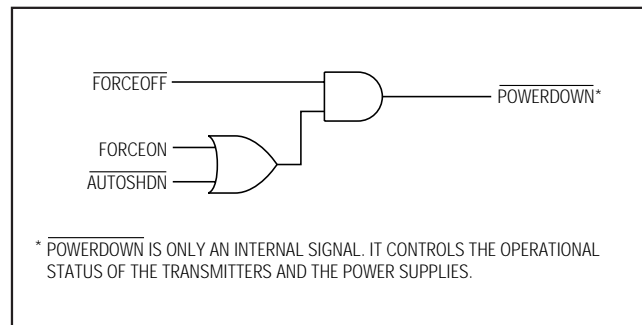 FORCEOFF
POWERDOWN*
FORCEON
AUTOSHDN
* POWERDOWN IS ONLY AN INTERNAL SIGNAL. IT CONTROLS THE OPERATIONAL
STATUS OF THE TRANSMITTERS AND THE POWER SUPPLIES.